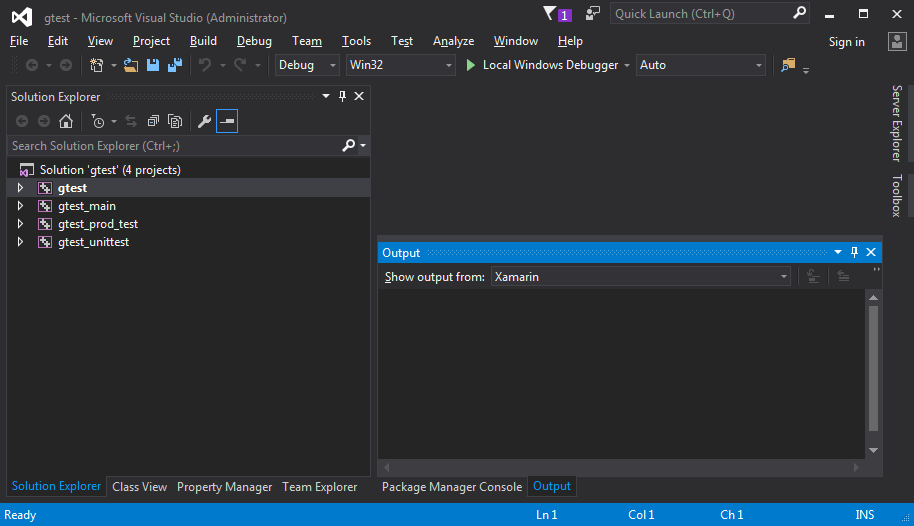 gtest - Microsoft Visual Studio (Administrator)
1
Quick Launch (Ctrl+Q)
File Edit View Project Build Debug Team Tools Test Analyze Window Help
Sign in
Debug Win32 Local Windows Debugger Auto
Solution Explorer
Search Solution Explorer (Ctrl+;)
Solution 'gtest' (4 projects)
gtest
gtest_main
gtest_prod_test
gtest_unittest
Solution Explorer Class View Property Manager Team Explorer
Output
Show output from: Xamarin
Package Manager Console Output
Server Explorer
Toolbox
Ready Ln 1 Col 1 Ch 1 INS